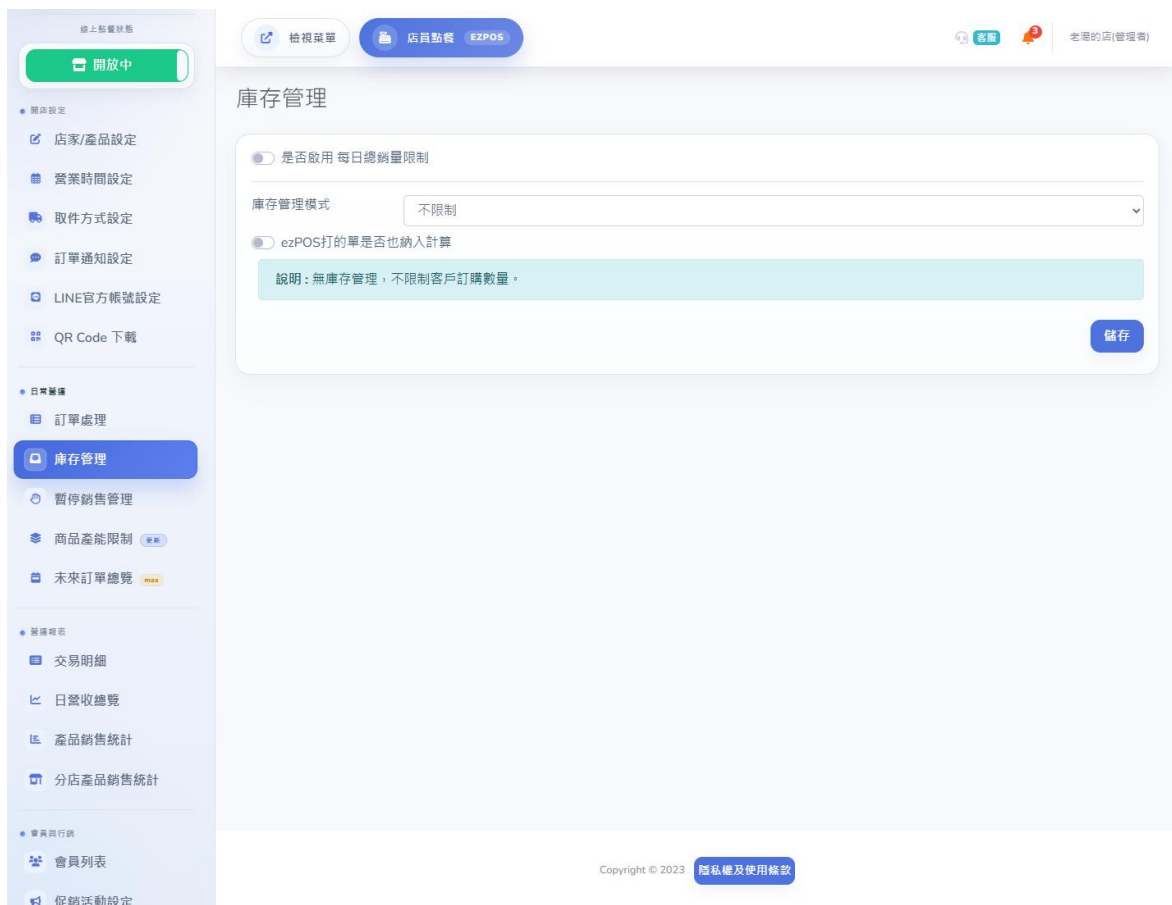 線上點餐狀態
開放中
開店設定
店家/產品設定
營業時間設定
取件方式設定
訂單通知設定
LINE官方帳號設定
QR Code 下載
日常營運
訂單處理
庫存管理
暫停銷售管理
商品產能限制 更新
未來訂單總覽 max
營運報表
交易明細
日營收總覽
產品銷售統計
分店產品銷售統計
會員與行銷
會員列表
促銷活動設定
檢視菜單
店員點餐 EZPOS
客服
3
老湯的店(管理者)
庫存管理
是否啟用 每日總銷量限制
庫存管理模式
不限制
ezPOS打的單是否也納入計算
說明 : 無庫存管理，不限制客戶訂購數量。
儲存
Copyright © 2023 隱私權及使用條款